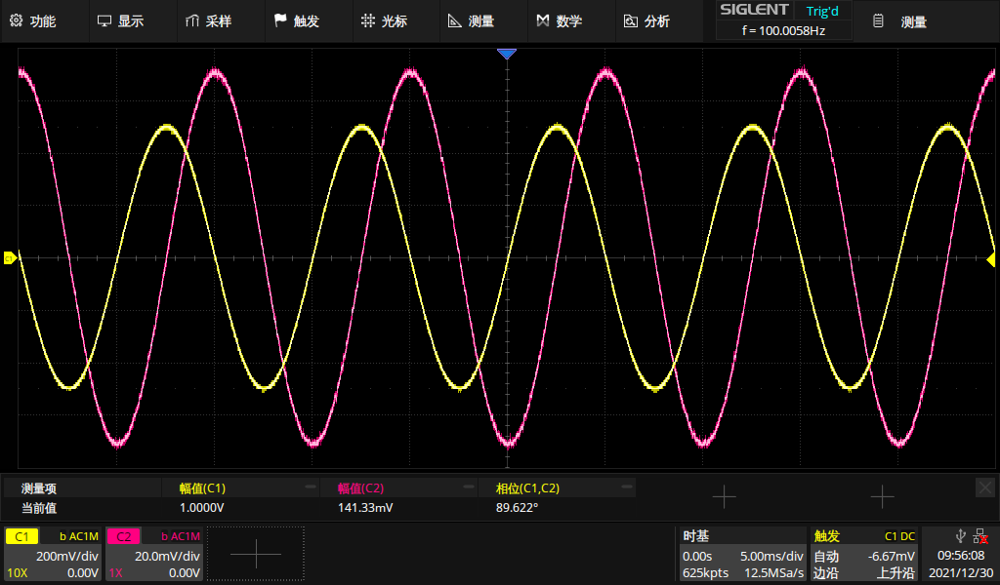 功能 显示 采样 触发 光标 测量 数学 分析 SIGLENT Trig'd 测量
f = 100.0058Hz
C1
测量项 幅值(C1) 幅值(C2) 相位(C1,C2)
当前值 1.0000V 141.33mV 89.622°
C1 b AC1M C2 b AC1M 时基 触发 C1 DC
200mV/div 20.0mV/div 0.00s 5.00ms/div 自动 -6.67mV 09:56:08
10X 0.00V 1X 0.00V 625kpts 12.5MSa/s 边沿 上升沿 2021/12/30